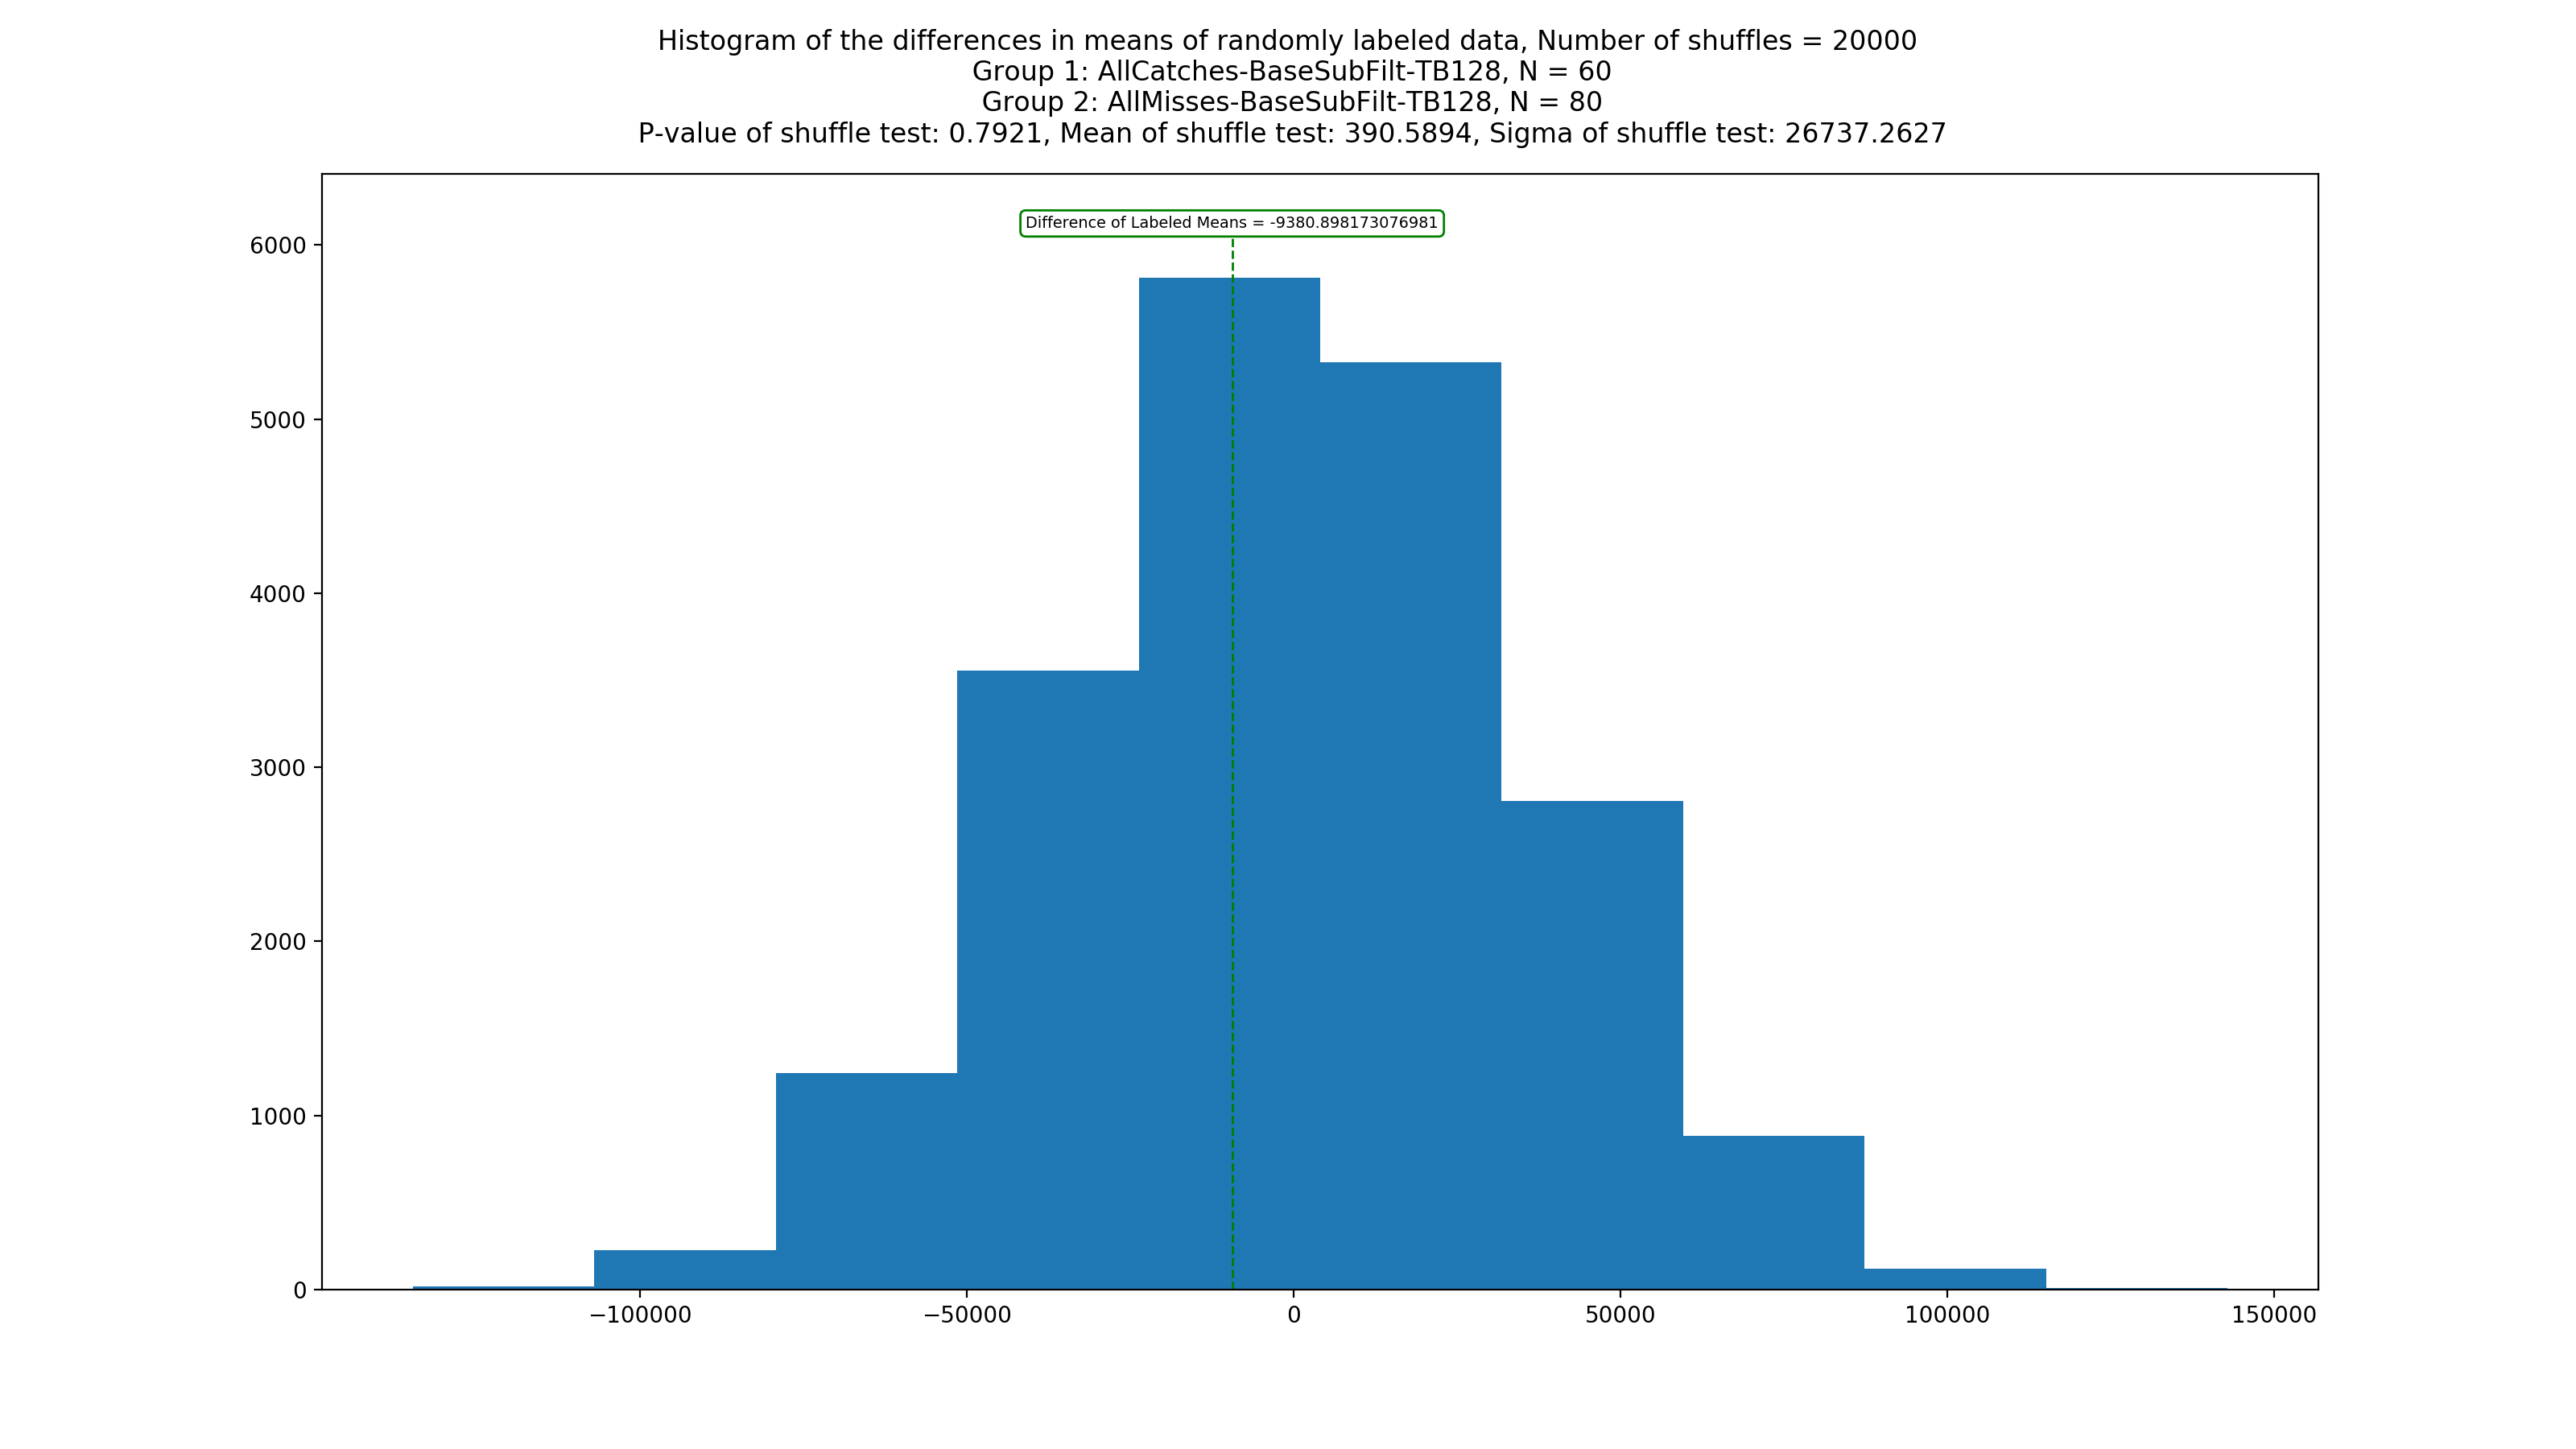 Histogram of the differences in means of randomly labeled data, Number of shuffles = 20000
Group 1: AllCatches-BaseSubFilt-TB128, N = 60
Group 2: AllMisses-BaseSubFilt-TB128, N = 80
P-value of shuffle test: 0.7921, Mean of shuffle test: 390.5894, Sigma of shuffle test: 26737.2627
Difference of Labeled Means = -9380.898173076981
6000
5000
4000
3000
2000
1000
0
−100000 −50000 0 50000 100000 150000